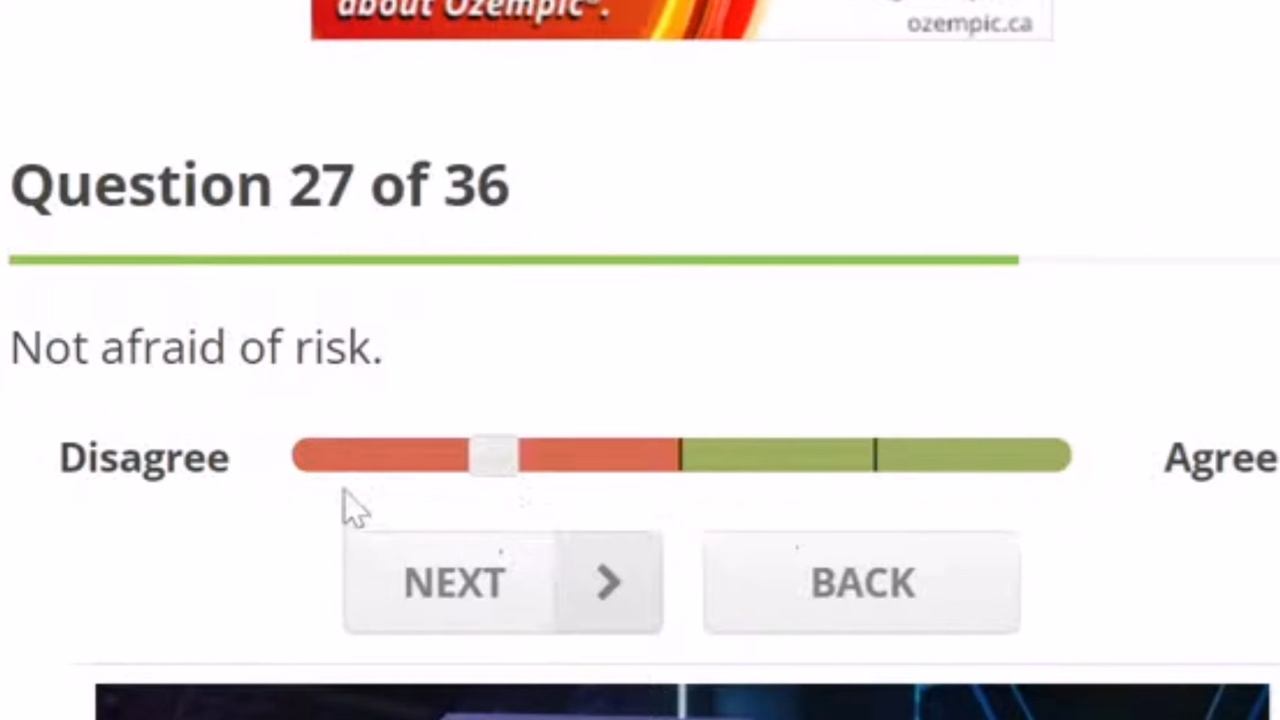 about Ozempic®.
ozempic.ca
Question 27 of 36
Not afraid of risk.
Disagree
Agree
NEXT
BACK